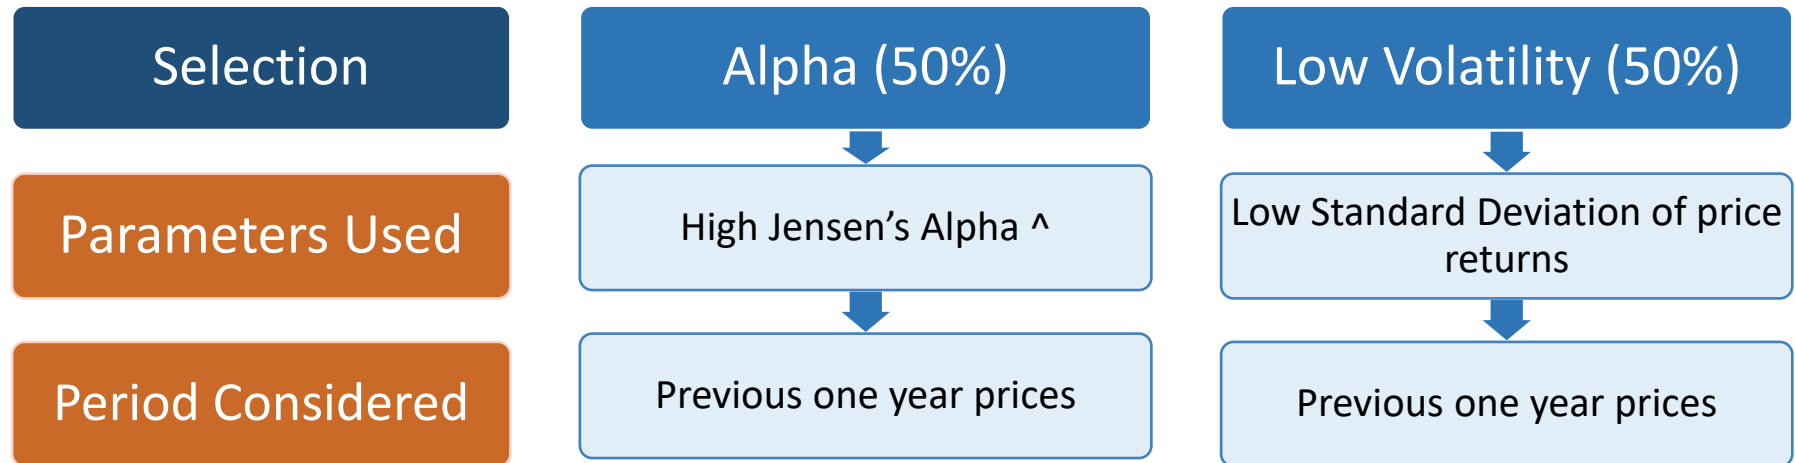 Selection
Alpha (50%)
Low Volatility (50%)
Parameters Used
High Jensen’s Alpha ^
Low Standard Deviation of price
returns
Period Considered
Previous one year prices
Previous one year prices